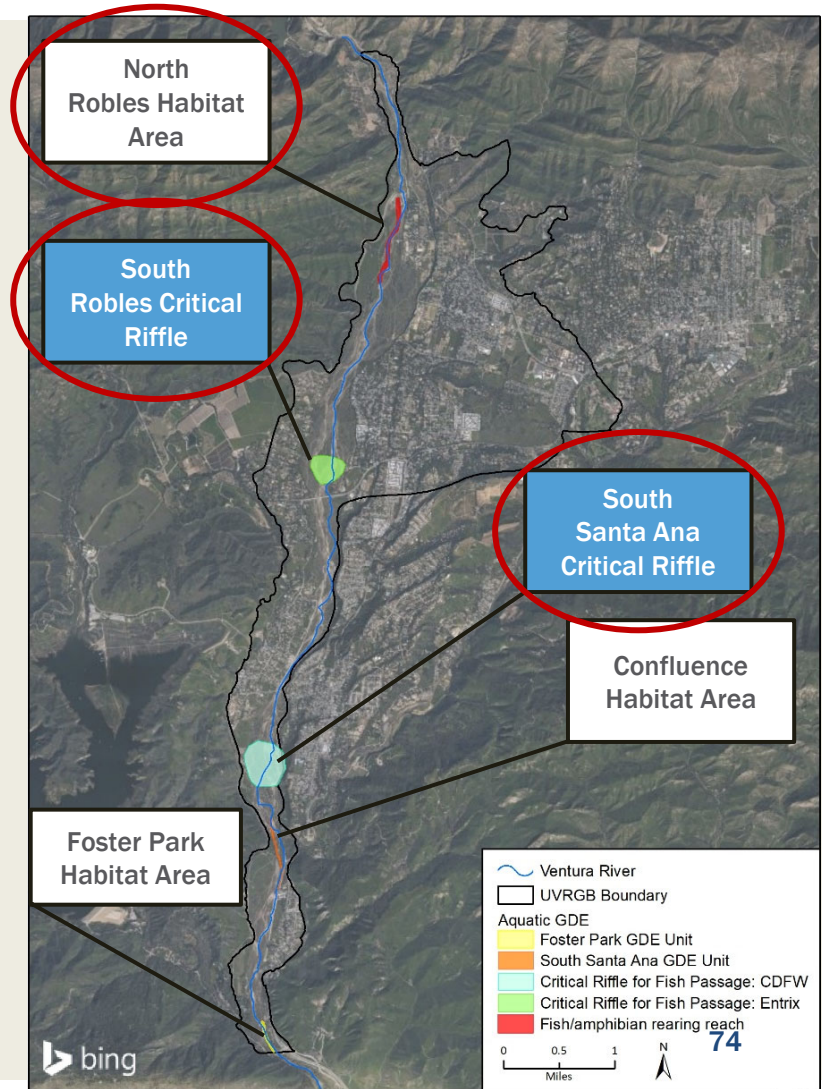 North
Robles Habitat
Area
South
Robles Critical
Riffle
South
Santa Ana
Critical Riffle
Confluence
Habitat Area
Foster Park
Habitat Area
Ventura River
UVRGB Boundary
Aquatic GDE
Foster Park GDE Unit
South Santa Ana GDE Unit
Critical Riffle for Fish Passage: CDFW
Critical Riffle for Fish Passage: Entrix
Fish/amphibian rearing reach
74
0 0.5 1
Miles
N
bing